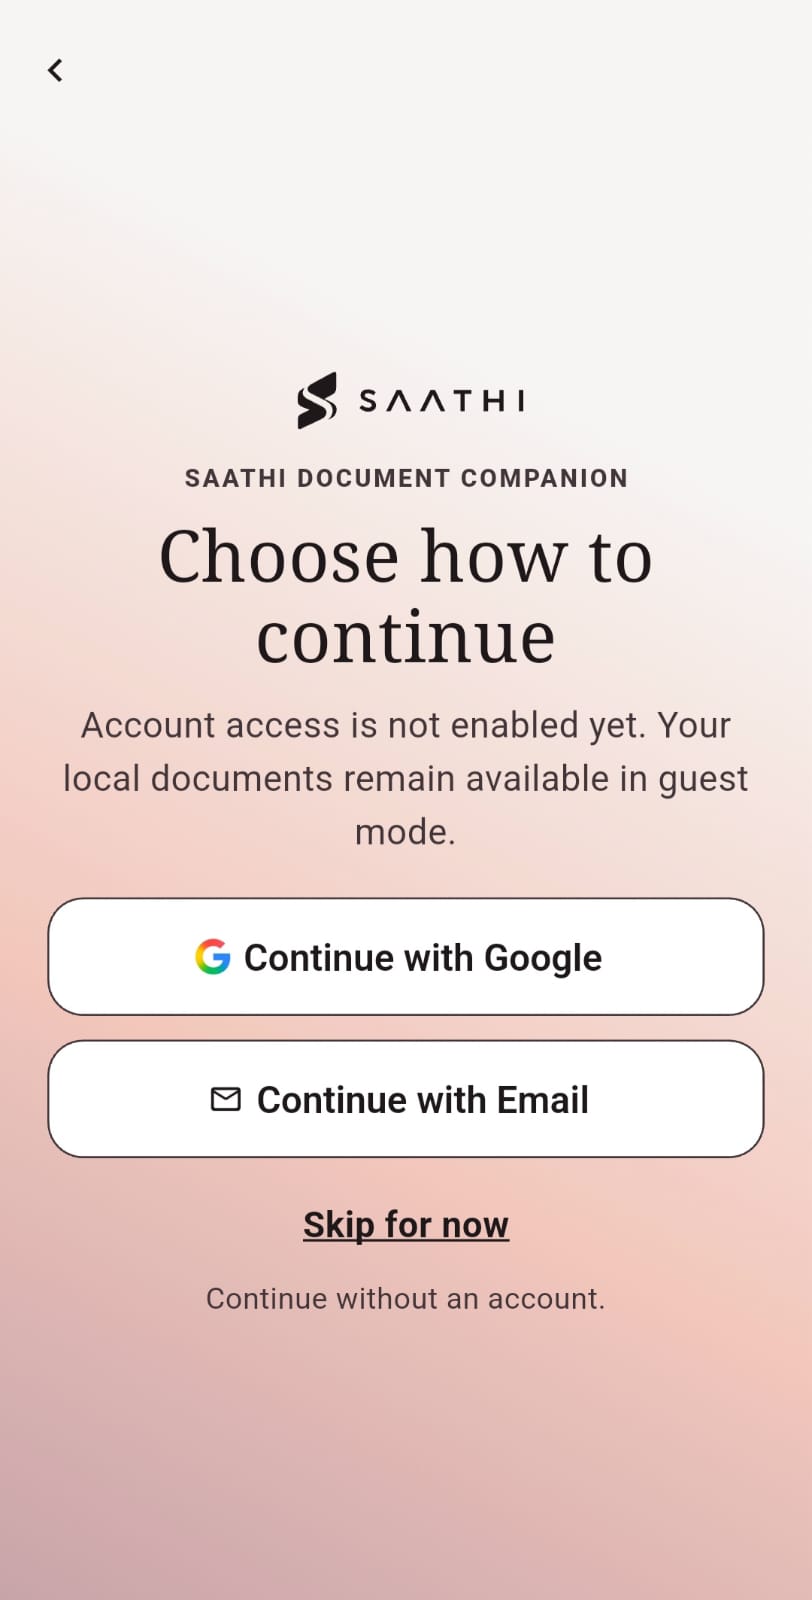 SAATHI
SAATHI DOCUMENT COMPANION
Choose how to
continue
Account access is not enabled yet. Your
local documents remain available in guest
mode.
Continue with Google
Continue with Email
Skip for now
Continue without an account.